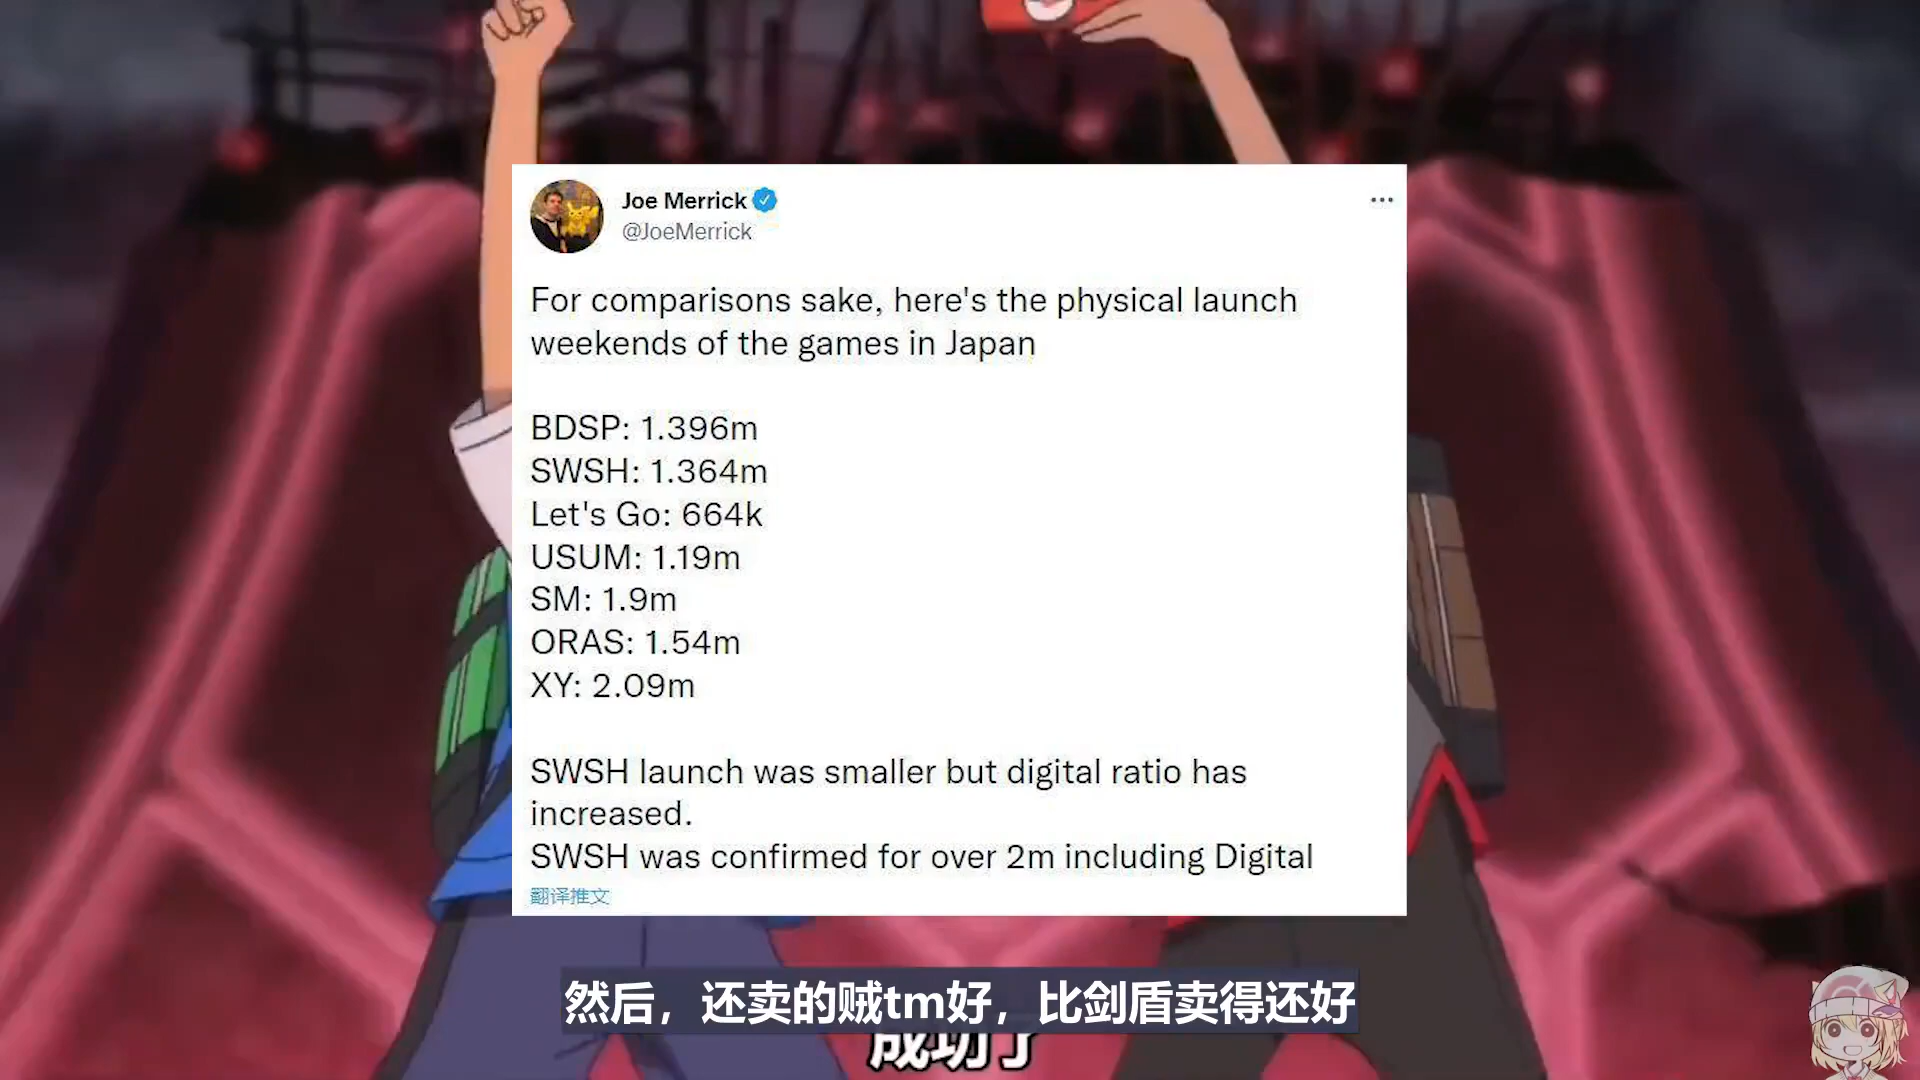 Joe Merrick
@JoeMerrick
For comparisons sake, here's the physical launch
weekends of the games in Japan
BDSP: 1.396m
SWSH: 1.364m
Let's Go: 664k
USUM: 1.19m
SM: 1.9m
ORAS: 1.54m
XY: 2.09m
SWSH launch was smaller but digital ratio has
increased.
SWSH was confirmed for over 2m including Digital
翻译推文
然后，还卖的贼tm好，比剑盾卖得还好
成功了